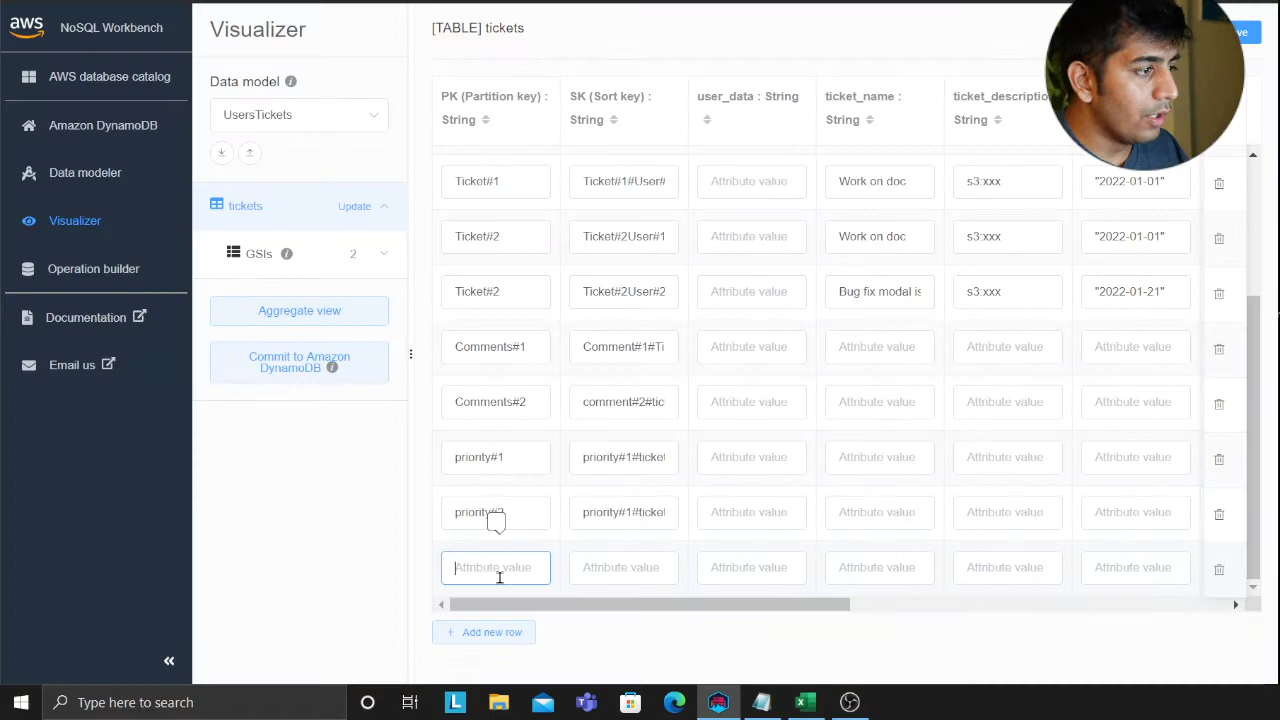 aws
NoSQL Workbench
AWS database catalog
Amazon DynamoDB
Data modeler
Visualizer
Operation builder
Documentation
Email us
«
Visualizer
Data model
UsersTickets
tickets
Update
GSIs
2
Aggregate view
Commit to Amazon
DynamoDB
[TABLE] tickets
PK (Partition key) : String
SK (Sort key) : String
user_data : String
ticket_name : String
ticket_descriptio
String
Ticket#1 Ticket#1#User# Attribute value Work on doc s3:xxx "2022-01-01"
Ticket#2 Ticket#2User#1 Attribute value Work on doc s3:xxx "2022-01-01"
Ticket#2 Ticket#2User#2 Attribute value Bug fix modal is s3:xxx "2022-01-21"
Comments#1 Comment#1#Ti Attribute value Attribute value Attribute value Attribute value
Comments#2 comment#2#tic Attribute value Attribute value Attribute value Attribute value
priority#1 priority#1#ticket Attribute value Attribute value Attribute value Attribute value
priority#1#ticket Attribute value Attribute value Attribute value Attribute value
Attribute value Attribute value Attribute value Attribute value Attribute value Attribute value
+ Add new row
Type here to search